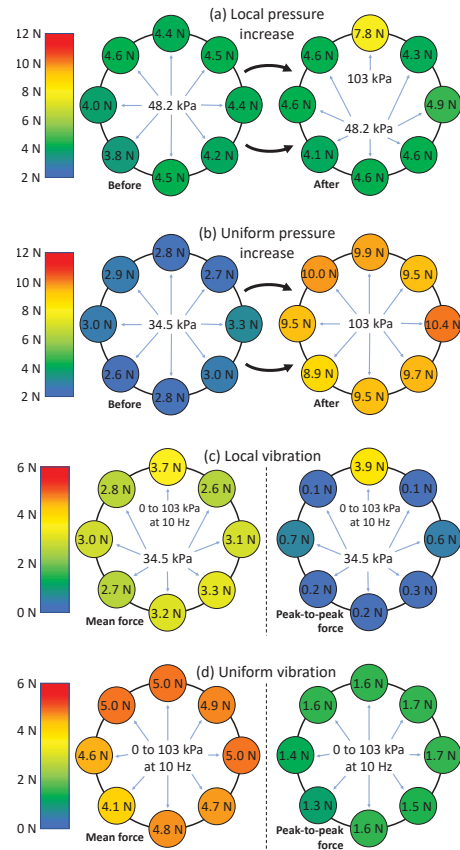 (a) Local pressure
increase
12 N
10 N
8 N
6 N
4 N
2 N
4.4 N
4.6 N
4.5 N
4.0 N
48.2 kPa
4.4 N
3.8 N
4.2 N
4.5 N
Before
7.8 N
4.6 N
103 kPa
4.3 N
4.6 N
4.9 N
48.2 kPa
4.1 N
4.6 N
4.6 N
After
(b) Uniform pressure
increase
12 N
10 N
8 N
6 N
4 N
2 N
2.8 N
2.9 N
2.7 N
3.0 N
34.5 kPa
3.3 N
2.6 N
3.0 N
2.8 N
Before
9.9 N
10.0 N
9.5 N
9.5 N
103 kPa
10.4 N
8.9 N
9.7 N
9.5 N
After
(c) Local vibration
6 N
4 N
2 N
0 N
3.7 N
2.8 N
2.6 N
0 to 103 kPa
at 10 Hz
3.0 N
3.1 N
34.5 kPa
2.7 N
3.3 N
3.2 N
Mean force
3.9 N
0.1 N
0.1 N
0 to 103 kPa
at 10 Hz
0.7 N
0.6 N
34.5 kPa
0.2 N
0.3 N
0.2 N
Peak-to-peak
force
(d) Uniform vibration
6 N
4 N
2 N
0 N
5.0 N
5.0 N
4.9 N
4.6 N
0 to 103 kPa
at 10 Hz
5.0 N
4.1 N
4.7 N
4.8 N
Mean force
1.6 N
1.6 N
1.7 N
1.4 N
0 to 103 kPa
at 10 Hz
1.7 N
1.3 N
1.5 N
1.6 N
Peak-to-peak
force